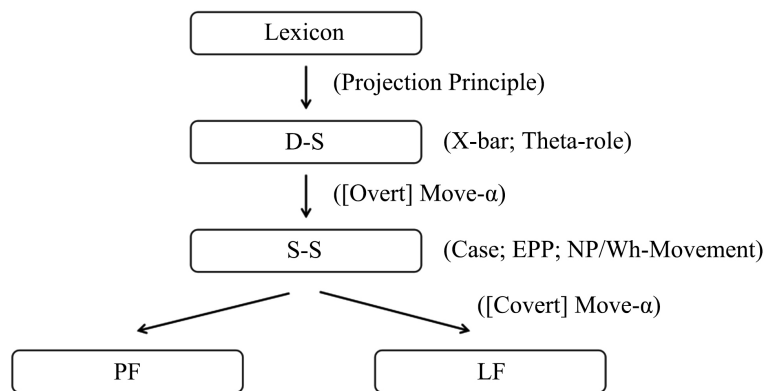 Lexicon
(Projection Principle)
D-S (X-bar; Theta-role)
([Overt] Move-α)
S-S (Case; EPP; NP/Wh-Movement)
([Covert] Move-α)
PF LF